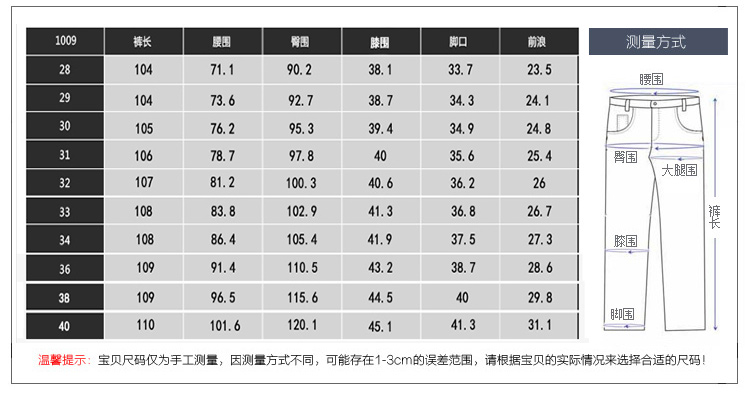 1009 裤长 腰围 臀围 膝围 脚口 前浪
28 104 71.1 90.2 38.1 33.7 23.5
29 104 73.6 92.7 38.7 34.3 24.1
30 105 76.2 95.3 39.4 34.9 24.8
31 106 78.7 97.8 40 35.6 25.4
32 107 81.2 100.3 40.6 36.2 26
33 108 83.8 102.9 41.3 36.8 26.7
34 108 86.4 105.4 41.9 37.5 27.3
36 109 91.4 110.5 43.2 38.7 28.6
38 109 96.5 115.6 44.5 40 29.8
40 110 101.6 120.1 45.1 41.3 31.1
测量方式
腰围
臀围
大腿围
裤长
膝围
脚围
温馨提示：宝贝尺码仅为手工测量，因测量方式不同，可能存在1-3cm的误差范围，请根据宝贝的实际情况来选择合适的尺码！